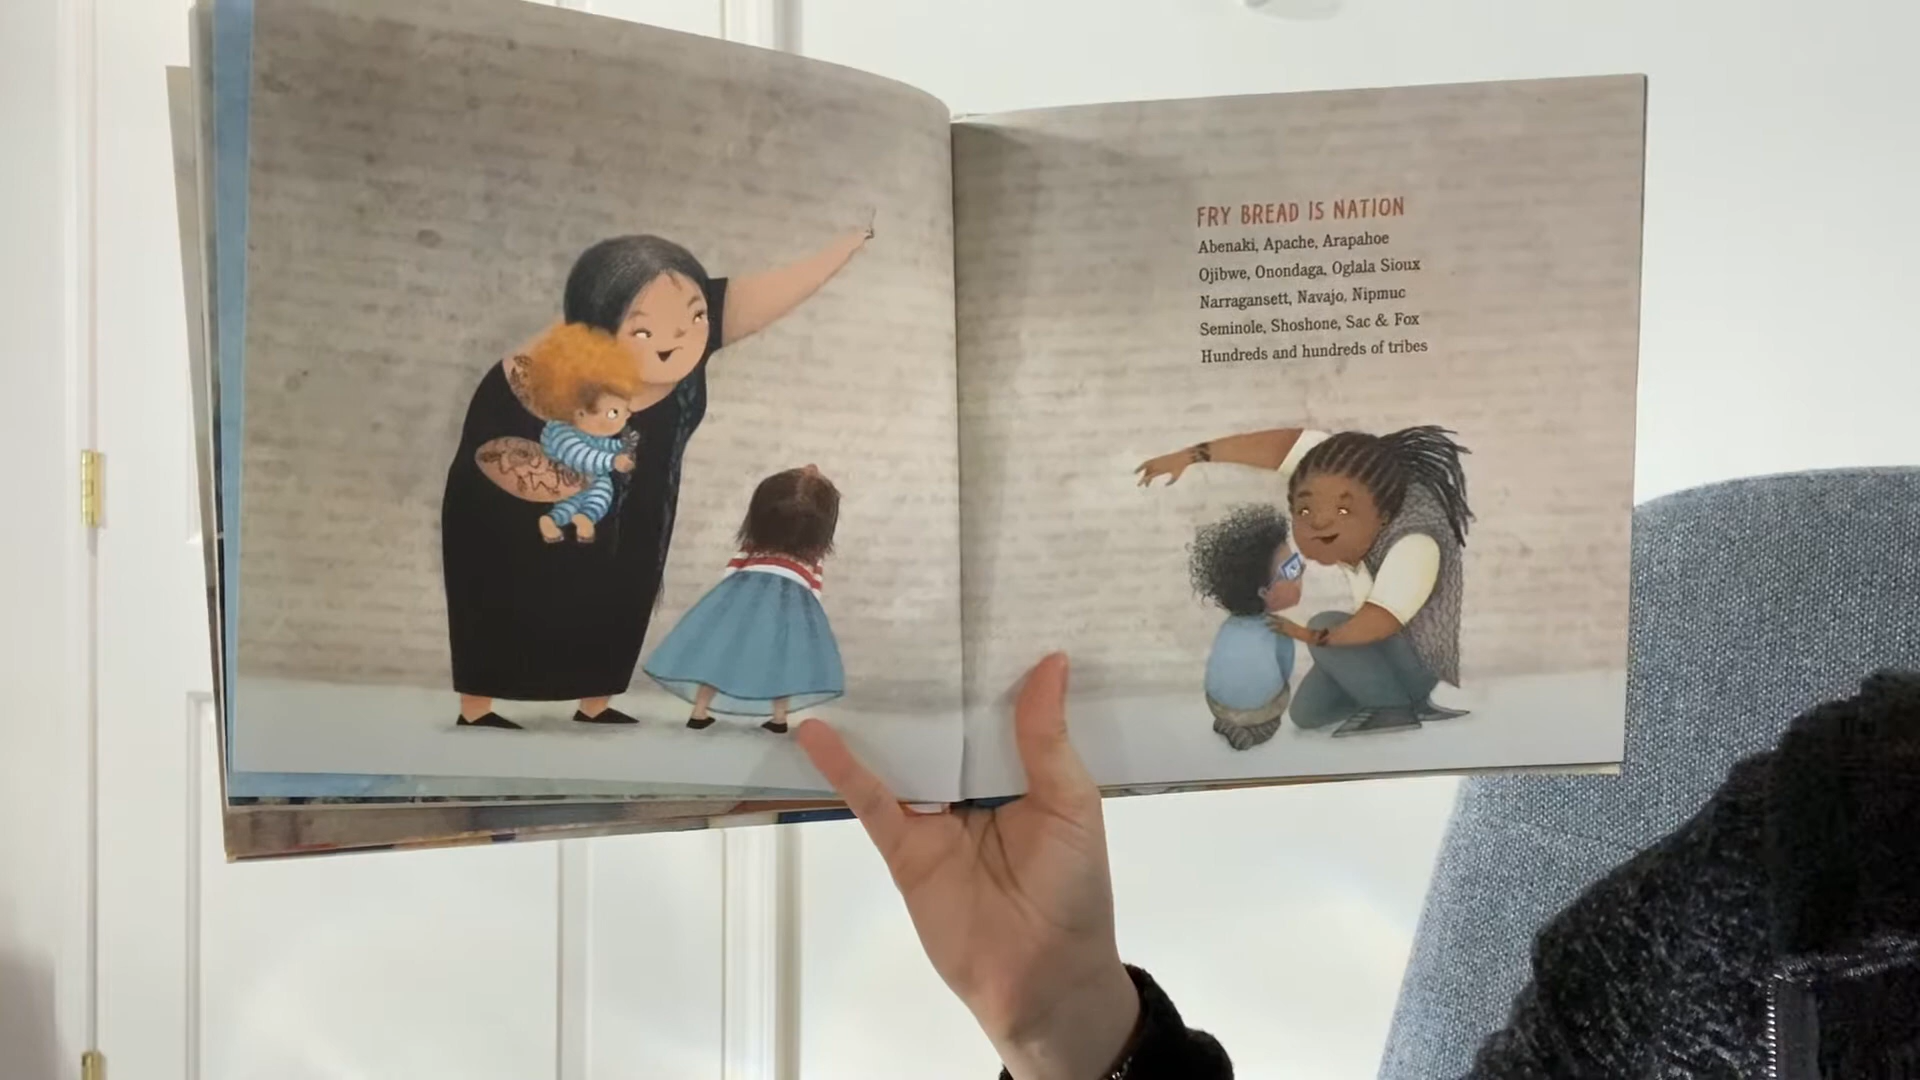 FRY BREAD IS NATION
Abenaki, Apache, Arapahoe
Ojibwe, Onondaga, Oglala Sioux
Narragansett, Navajo, Nipmuc
Seminole, Shoshone, Sac & Fox
Hundreds and hundreds of tribes